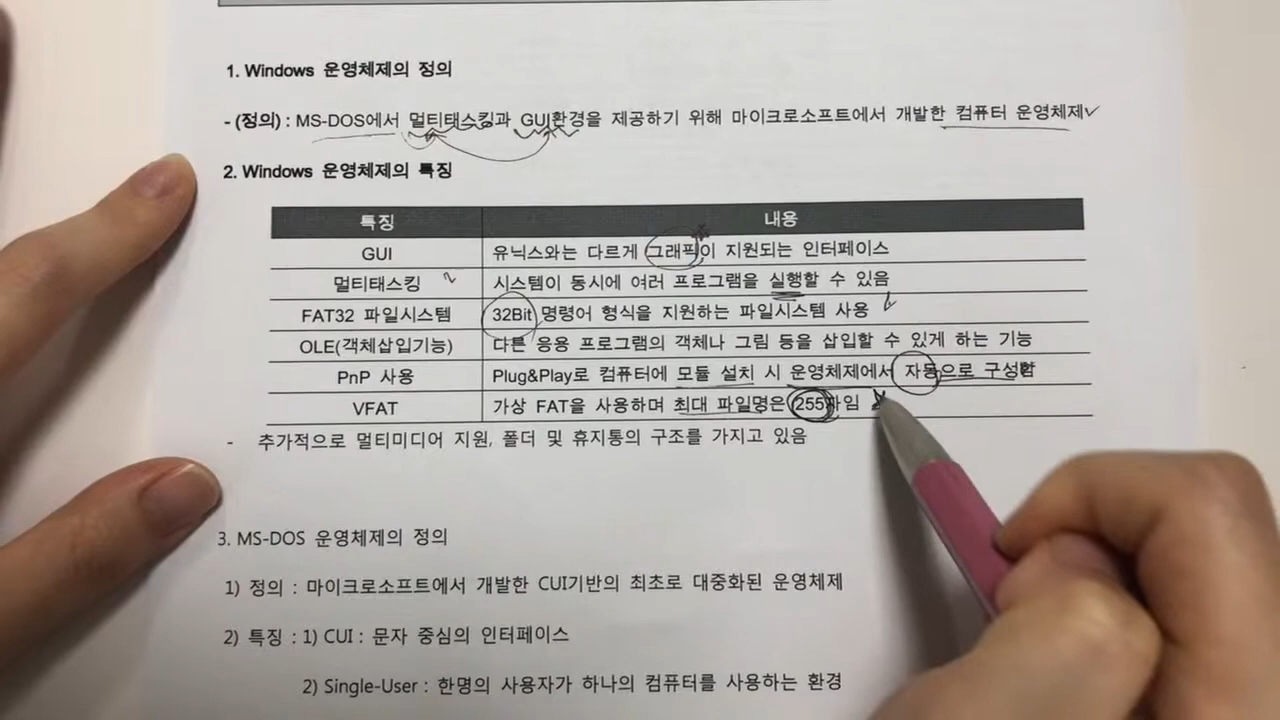 1. Windows 운영체제의 정의
- (정의) : MS-DOS에서 멀티태스킹과 GUI환경을 제공하기 위해 마이크로소프트에서 개발한 컴퓨터 운영체제
2. Windows 운영체제의 특징
특징 내용
GUI 유닉스와는 다르게 그래픽이 지원되는 인터페이스
멀티태스킹 시스템이 동시에 여러 프로그램을 실행할 수 있음
FAT32 파일시스템 32Bit 명령어 형식을 지원하는 파일시스템 사용
OLE(객체삽입기능) 다른 응용 프로그램의 객체나 그림 등을 삽입할 수 있게 하는 기능
PnP 사용 Plug&Play로 컴퓨터에 모듈 설치 시 운영체제에서 자동으로 구성함
VFAT 가상 FAT을 사용하며 최대 파일명은 255자임
- 추가적으로 멀티미디어 지원, 폴더 및 휴지통의 구조를 가지고 있음
3. MS-DOS 운영체제의 정의
1) 정의 : 마이크로소프트에서 개발한 CUI기반의 최초로 대중화된 운영체제
2) 특징 : 1) CUI : 문자 중심의 인터페이스
2) Single-User : 한명의 사용자가 하나의 컴퓨터를 사용하는 환경